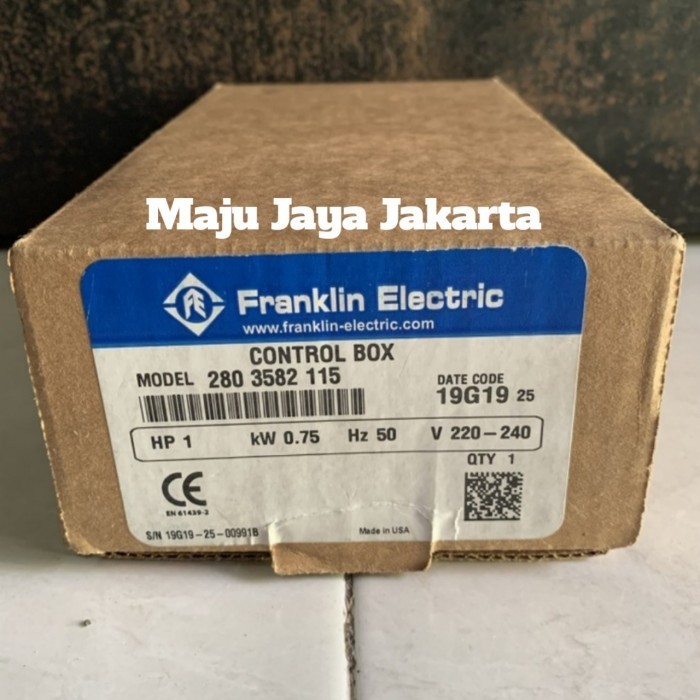 Maju Jaya Jakarta
FE Franklin Electric
www.franklin-electric.com
CONTROL BOX
MODEL 280 3582 115
DATE CODE
19G19 25
HP 1 kW 0.75 Hz 50 V 220-240
QTY 1
CE
EN 61439-2
S/N 19G19-25-00991B
Made in USA